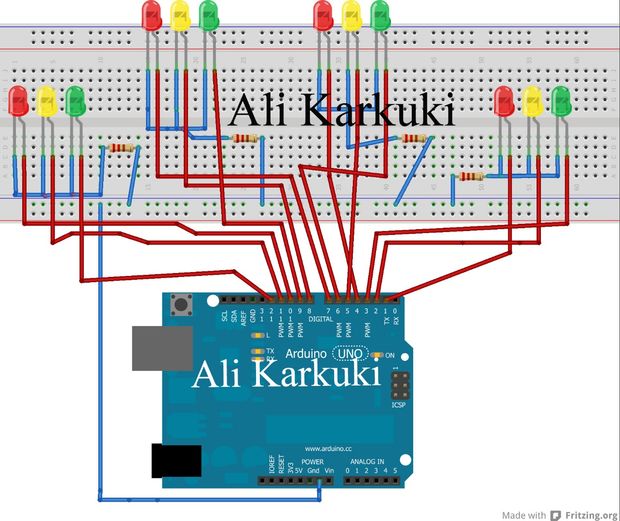 Ali Karkuki
SCL
SDA
AREF
GND
13
12
11
10
9
8
7
6
5
4
3
2
1
0
PWM
PWM
PWM
DIGITAL
PWM
PWM
PWM
TX
RX
L
TX
RX
Arduino UNO
ON
Ali Karkuki
1
ICSP
www.arduino.cc
POWER
ANALOG IN
IOREF
RESET
3V3
5V Gnd Vin
0 1 2 3 4 5
Made with Fritzing.org